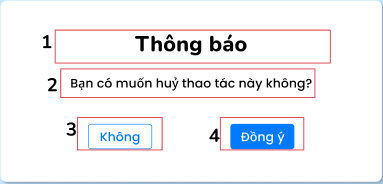 1 Thông báo
2 Bạn có muốn huỷ thao tác này không?
3 Không 4 Đồng ý